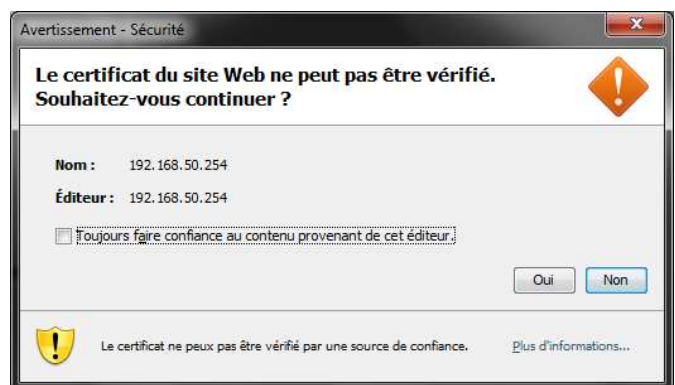 Avertissement - Sécurité
Le certificat du site Web ne peut pas être vérifié.
Souhaitez-vous continuer ?
Nom : 192.168.50.254
Éditeur : 192.168.50.254
Toujours faire confiance au contenu provenant de cet éditeur.
Oui Non
Le certificat ne peux pas être vérifié par une source de confiance. Plus d'informations...